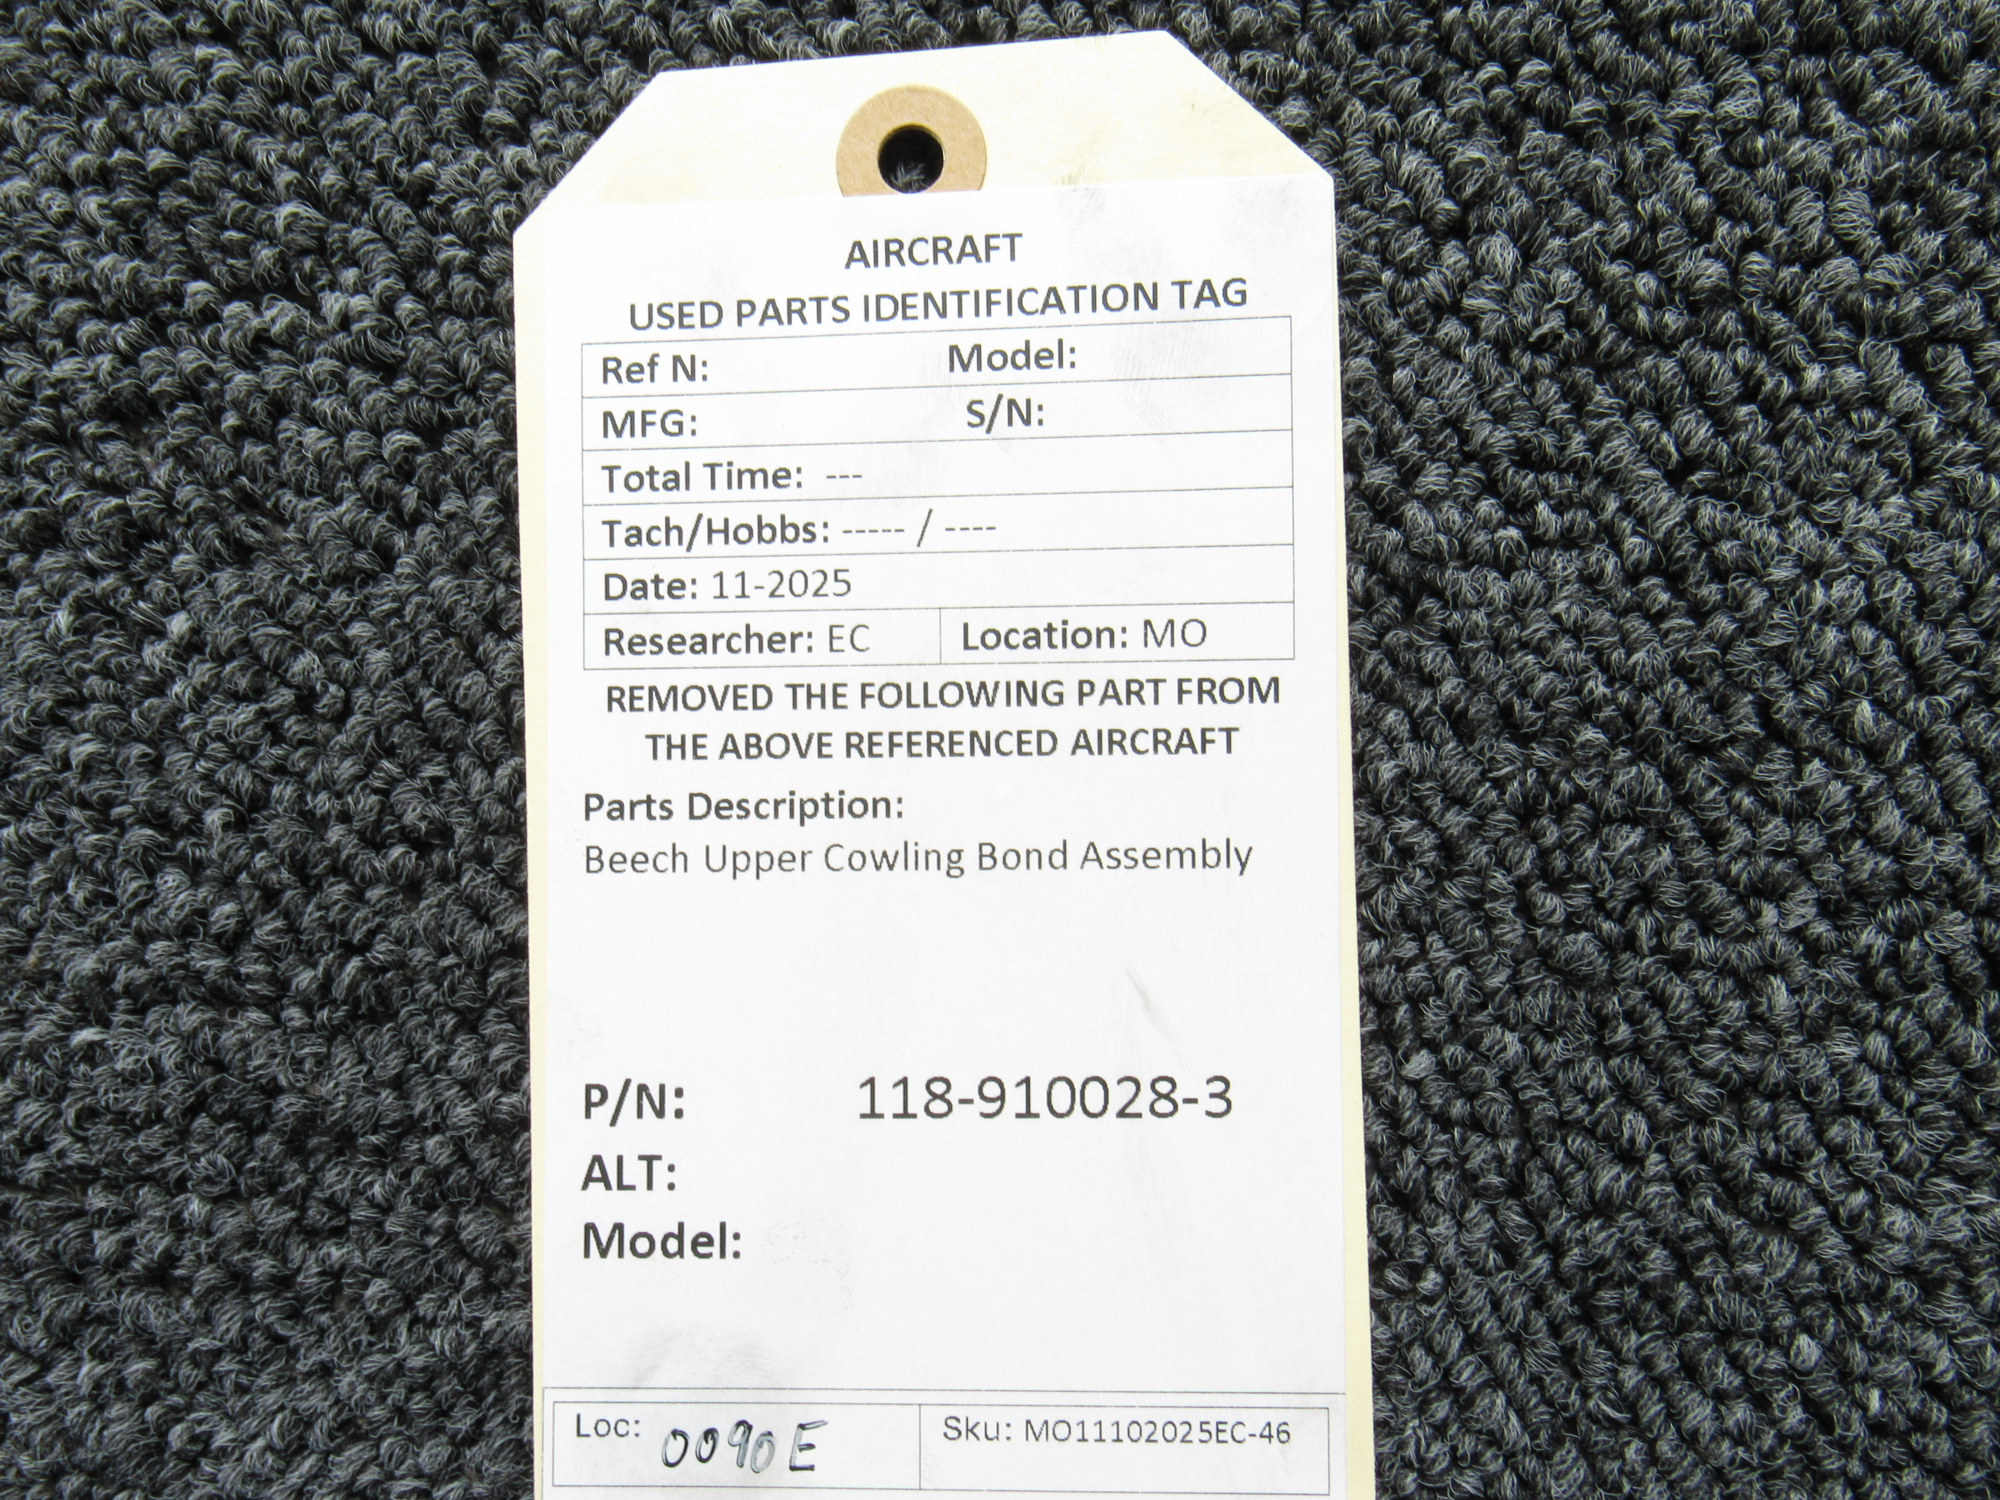 AIRCRAFT
USED PARTS IDENTIFICATION TAG
Ref N: Model:
MFG: S/N:
Total Time: ---
Tach/Hobbs: ----- / ----
Date: 11-2025
Researcher: EC Location: MO
REMOVED THE FOLLOWING PART FROM
THE ABOVE REFERENCED AIRCRAFT
Parts Description:
Beech Upper Cowling Bond Assembly
P/N: 118-910028-3
ALT:
Model:
Loc: 0090E Sku: MO11102025EC-46